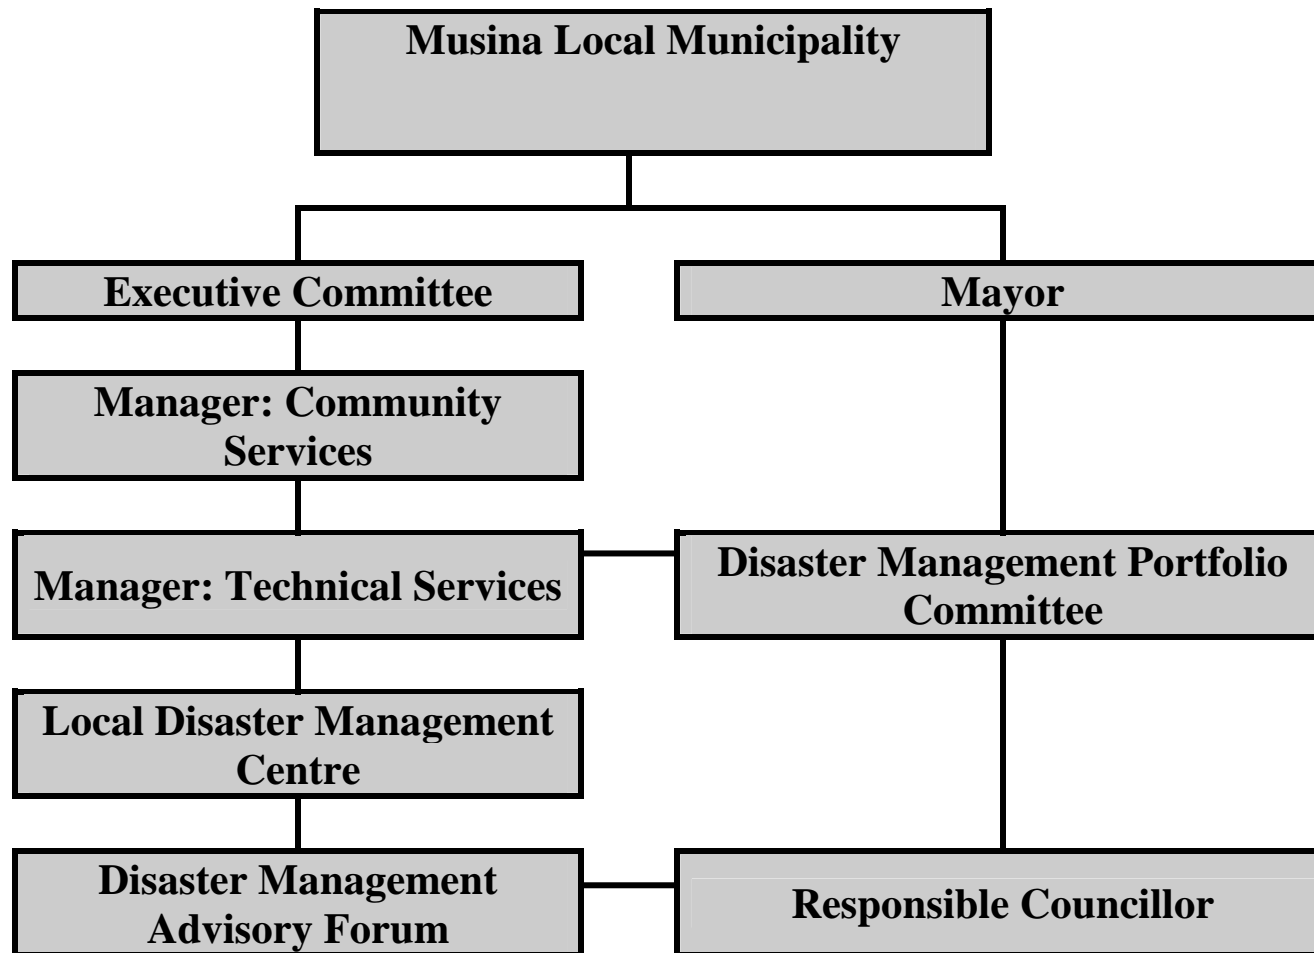 Musina Local Municipality
Executive Committee
Mayor
Manager: Community
Services
Manager: Technical Services
Disaster Management Portfolio
Committee
Local Disaster Management
Centre
Disaster Management
Advisory Forum
Responsible Councillor